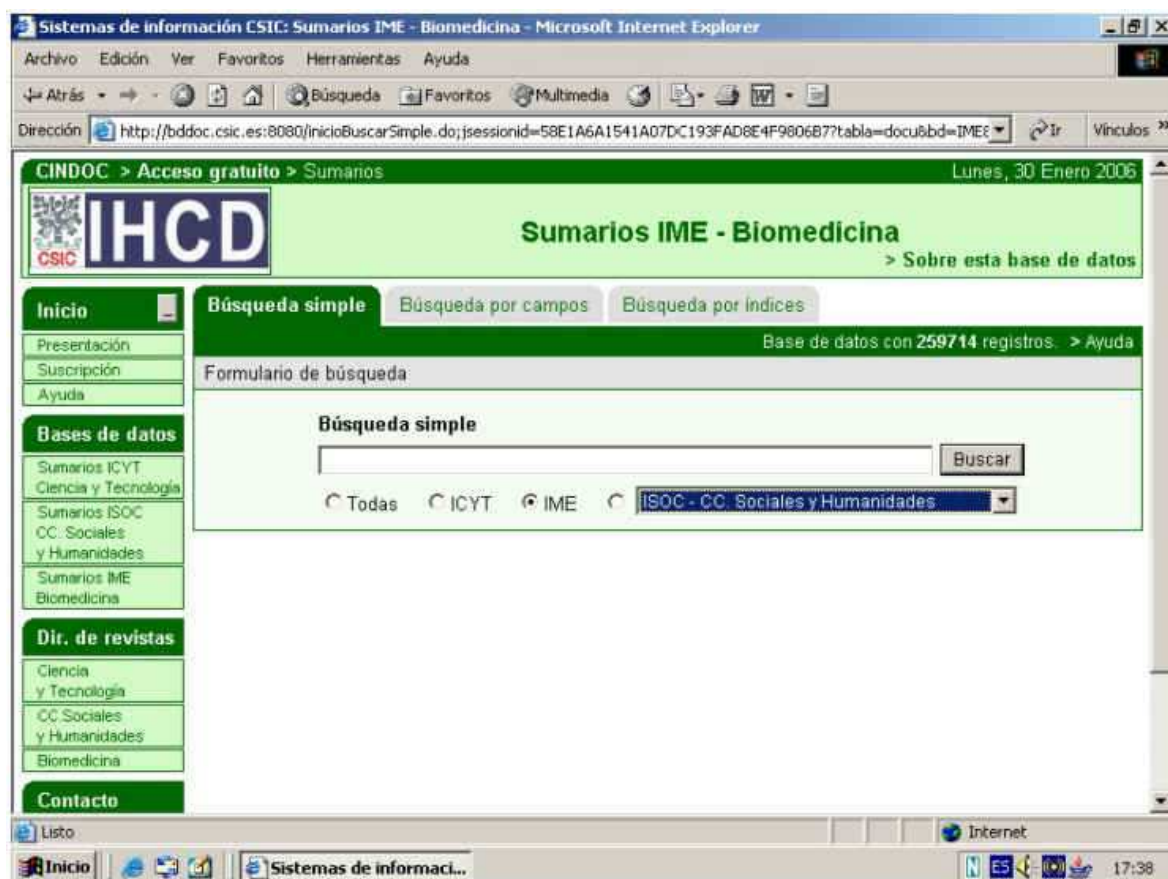 Sistemas de información CSIC: Sumarios IME - Biomedicina - Microsoft Internet Explorer
Archivo Edición Ver Favoritos Herramientas Ayuda
Atrás Búsqueda Favoritos Multimedia
Dirección http://bddoc.csic.es:8080/inicioBuscarSimple.do;jsessionid=58E1A6A1541A07DC193FAD8E4F9806B7?tabla=docu&bd=IME& Ir Vínculos »
CINDOC > Acceso gratuito > Sumarios Lunes, 30 Enero 2006
CSIC IHCD
Sumarios IME - Biomedicina
> Sobre esta base de datos
Inicio
Presentación
Suscripción
Ayuda
Bases de datos
Sumarios ICYT
Ciencia y Tecnología
Sumarios ISOC
CC. Sociales
y Humanidades
Sumarios IME
Biomedicina
Dir. de revistas
Ciencia
y Tecnología
CC.Sociales
y Humanidades
Biomedicina
Contacto
Búsqueda simple Búsqueda por campos Búsqueda por índices
Base de datos con 259714 registros. > Ayuda
Formulario de búsqueda
Búsqueda simple
Buscar
Todas ICYT IME ISOC - CC. Sociales y Humanidades
Listo Internet
Inicio Sistemas de informaci... N ES 17:38